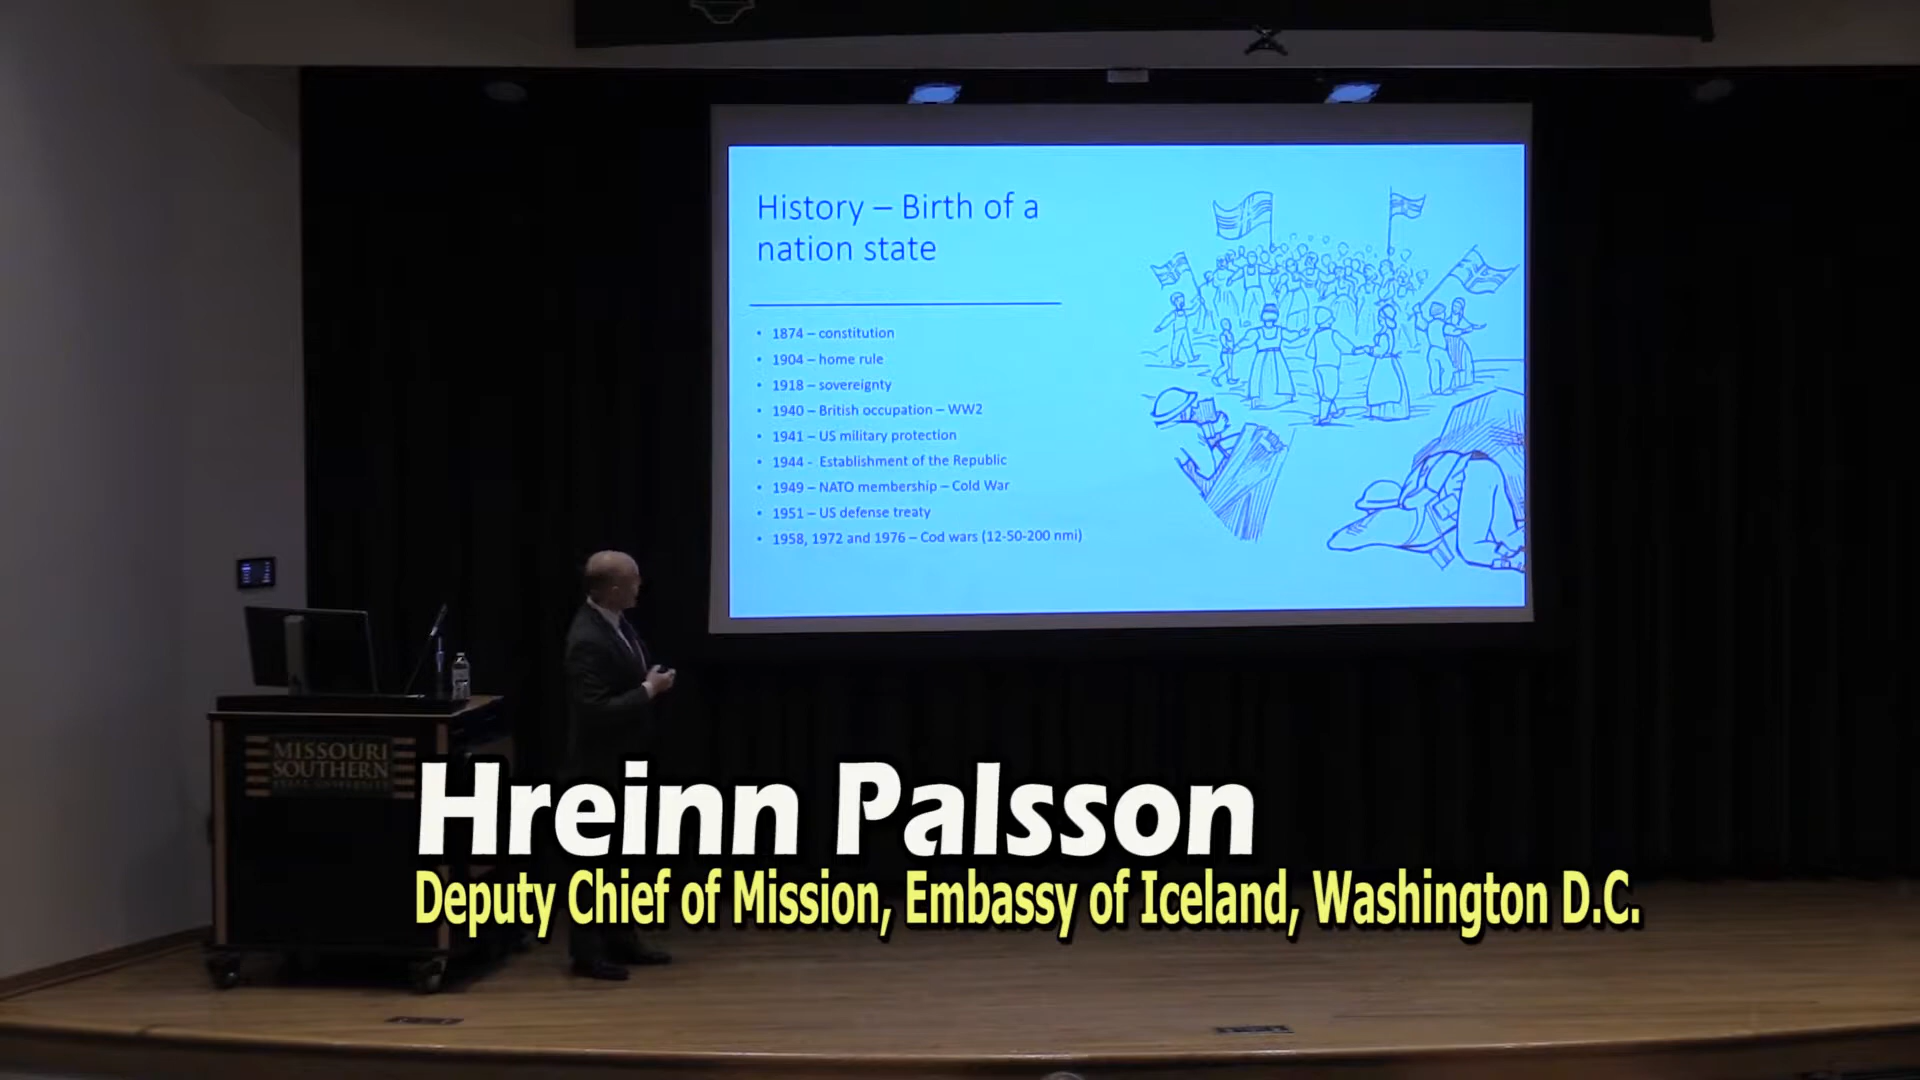 History – Birth of a
nation state
• 1874 – constitution
• 1904 – home rule
• 1918 – sovereignty
• 1940 – British occupation – WW2
• 1941 – US military protection
• 1944 - Establishment of the Republic
• 1949 – NATO membership – Cold War
• 1951 – US defense treaty
• 1958, 1972 and 1976 – Cod wars (12-50-200 nmi)
MISSOURI
SOUTHERN
STATE UNIVERSITY
Hreinn Palsson
Deputy Chief of Mission, Embassy of Iceland, Washington D.C.